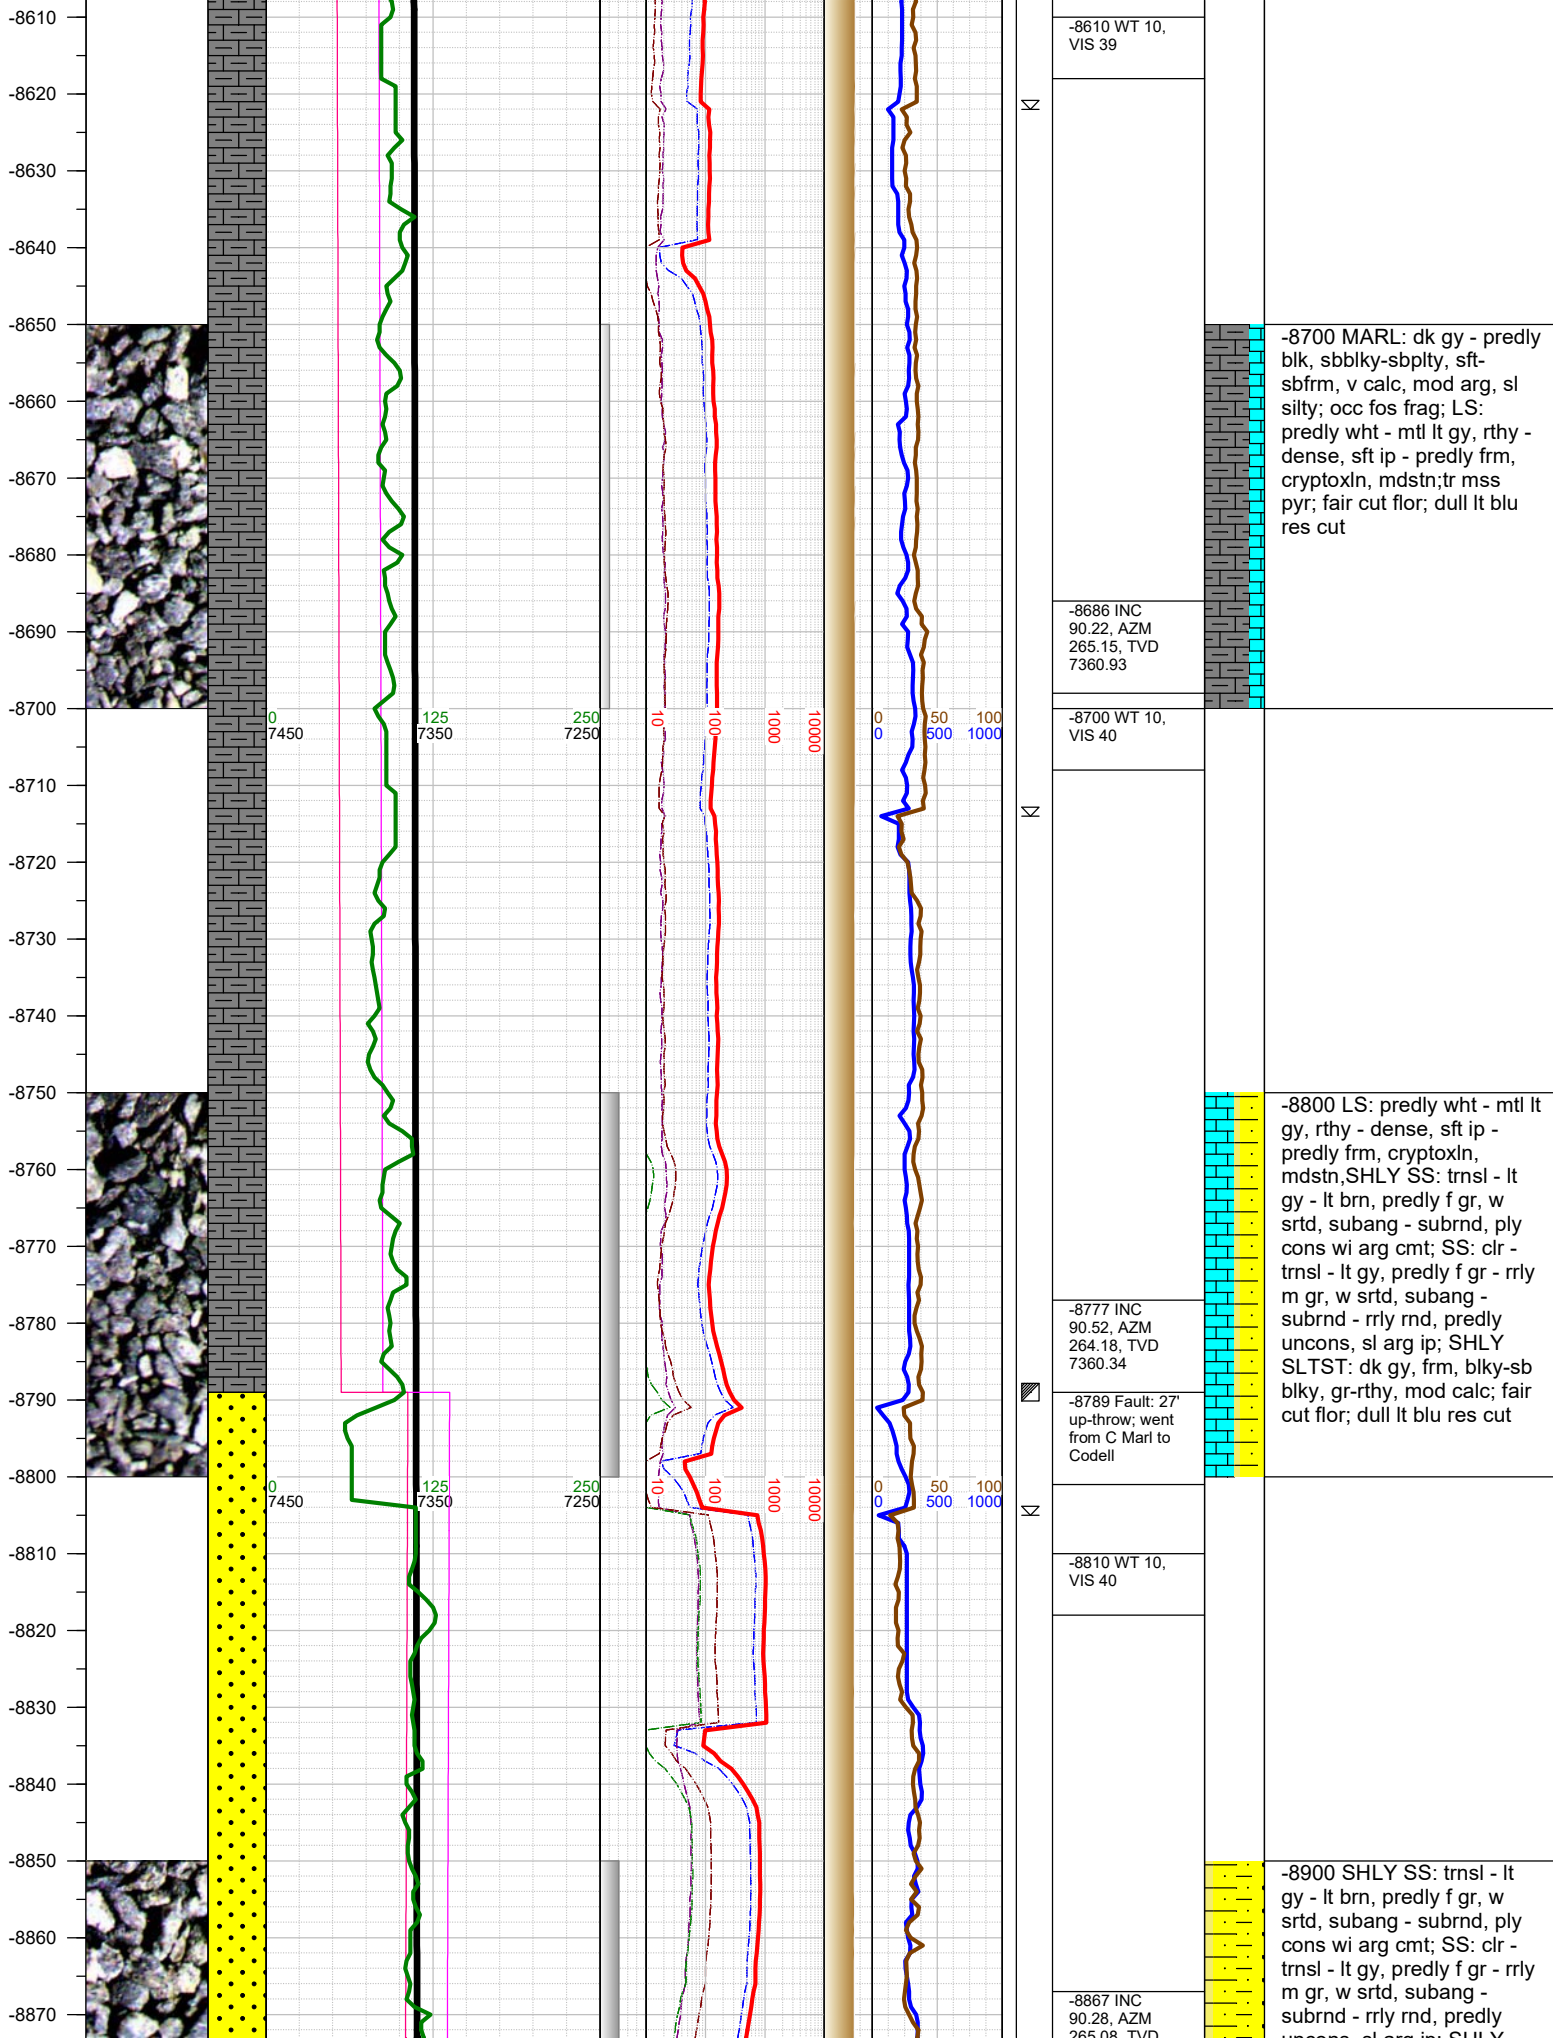 -8610
-8620
-8630
-8640
-8650
-8660
-8670
-8680
-8690
-8700
-8710
-8720
-8730
-8740
-8750
-8760
-8770
-8780
-8790
-8800
-8810
-8820
-8830
-8840
-8850
-8860
-8870
0 125 250
7450 7350 7250
10 100 1000 10000
0 50 100
0 500 1000
0 125 250
7450 7350 7250
10 100 1000 10000
0 50 100
0 500 1000
-8610 WT 10,
VIS 39
-8686 INC
90.22, AZM
265.15, TVD
7360.93
-8700 WT 10,
VIS 40
-8777 INC
90.52, AZM
264.18, TVD
7360.34
-8789 Fault: 27'
up-throw; went
from C Marl to
Codell
-8810 WT 10,
VIS 40
-8867 INC
90.28, AZM
265.08, TVD
-8700 MARL: dk gy - predly
blk, sbblky-sbplty, sft-
sbfrm, v calc, mod arg, sl
silty; occ fos frag; LS:
predly wht - mtl lt gy, rthy -
dense, sft ip - predly frm,
cryptoxln, mdstn;tr mss
pyr; fair cut flor; dull lt blu
res cut
-8800 LS: predly wht - mtl lt
gy, rthy - dense, sft ip -
predly frm, cryptoxln,
mdstn,SHLY SS: trnsl - lt
gy - lt brn, predly f gr, w
srtd, subang - subrnd, ply
cons wi arg cmt; SS: clr -
trnsl - lt gy, predly f gr - rrly
m gr, w srtd, subang -
subrnd - rrly rnd, predly
uncons, sl arg ip; SHLY
SLTST: dk gy, frm, blky-sb
blky, gr-rthy, mod calc; fair
cut flor; dull lt blu res cut
-8900 SHLY SS: trnsl - lt
gy - lt brn, predly f gr, w
srtd, subang - subrnd, ply
cons wi arg cmt; SS: clr -
trnsl - lt gy, predly f gr - rrly
m gr, w srtd, subang -
subrnd - rrly rnd, predly
uncons, sl arg ip; SHLY